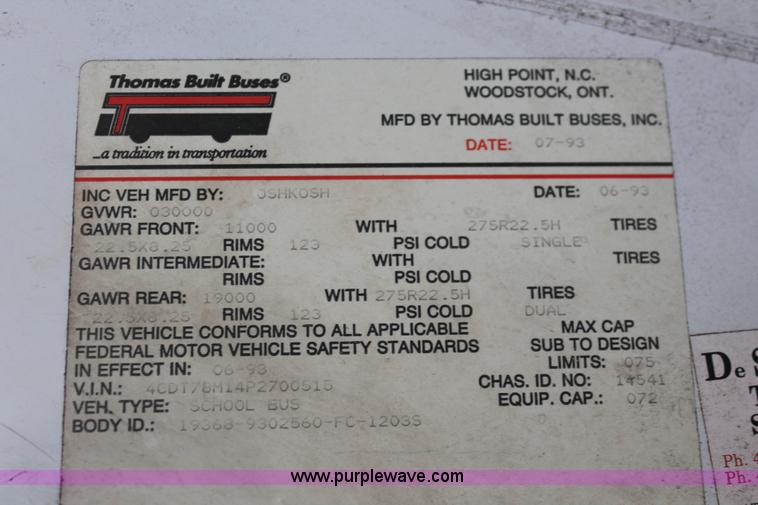 Thomas Built Buses®
...a tradition in transportation
HIGH POINT, N.C.
WOODSTOCK, ONT.
MFD BY THOMAS BUILT BUSES, INC.
DATE: 07-93
INC VEH MFD BY: OSHKOSH DATE: 06-93
GVWR: 030000
GAWR FRONT: 11000 WITH 275R22.5H TIRES
22.5X8.25 RIMS 123 PSI COLD SINGLE
GAWR INTERMEDIATE: WITH TIRES
RIMS PSI COLD
GAWR REAR: 19000 WITH 275R22.5H TIRES
22.5X8.25 RIMS 123 PSI COLD DUAL
THIS VEHICLE CONFORMS TO ALL APPLICABLE MAX CAP
FEDERAL MOTOR VEHICLE SAFETY STANDARDS SUB TO DESIGN
IN EFFECT IN: 06-93 LIMITS: 075
V.I.N.: 4CDT78M14P2700515 CHAS. ID. NO: 14541
VEH. TYPE: SCHOOL BUS EQUIP. CAP.: 072
BODY ID.: 19368-9302560-FC-1203S
De S
T
S
Ph. 4
Ph. 4
www.purplewave.com